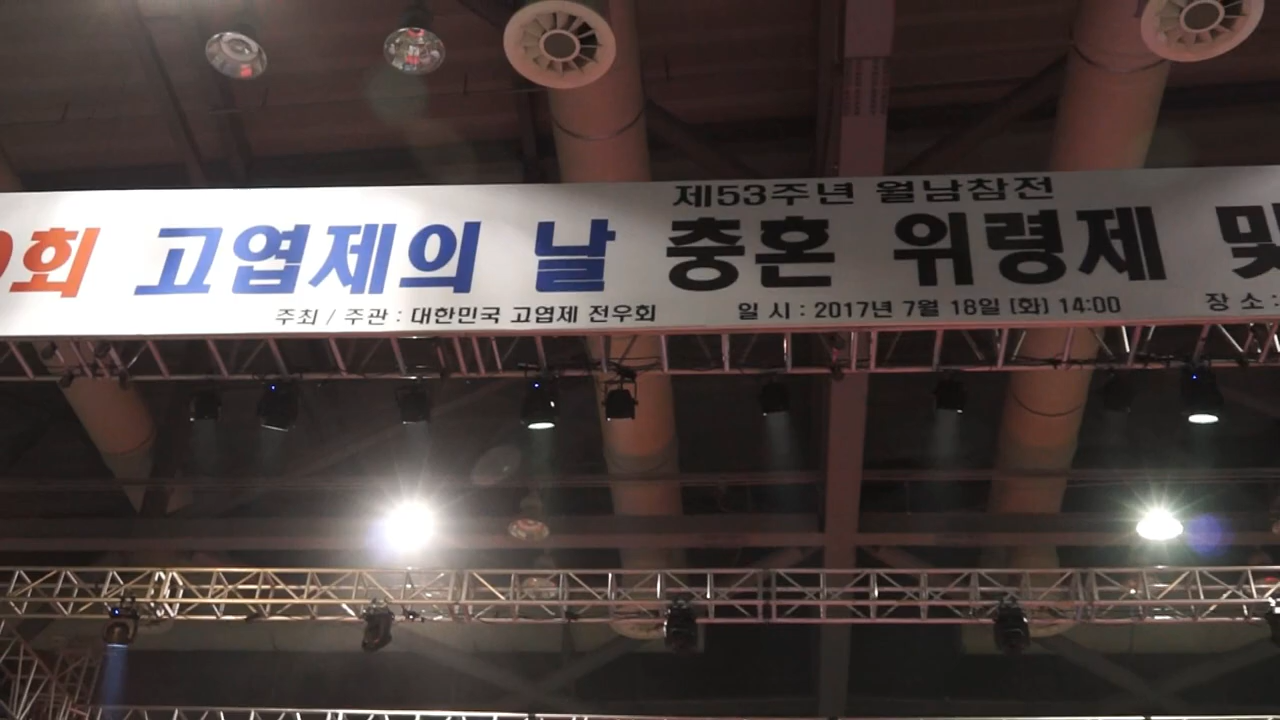 제53주년 월남참전
회 고엽제의 날 충혼 위령제 및
주최 / 주관 : 대한민국 고엽제 전우회 일 시 : 2017년 7월 18일 (화) 14:00 장 소 :